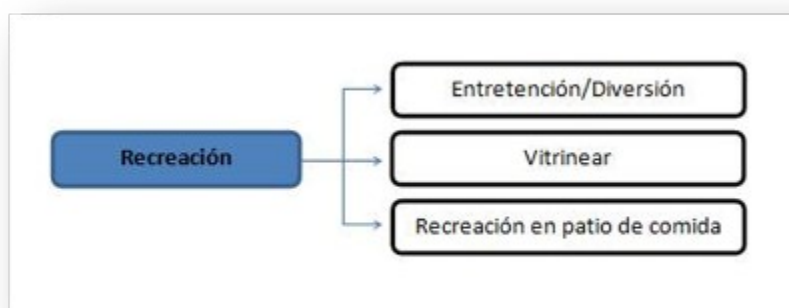 Recreación
Entretención/Diversión
Vitrinear
Recreación en patio de comida